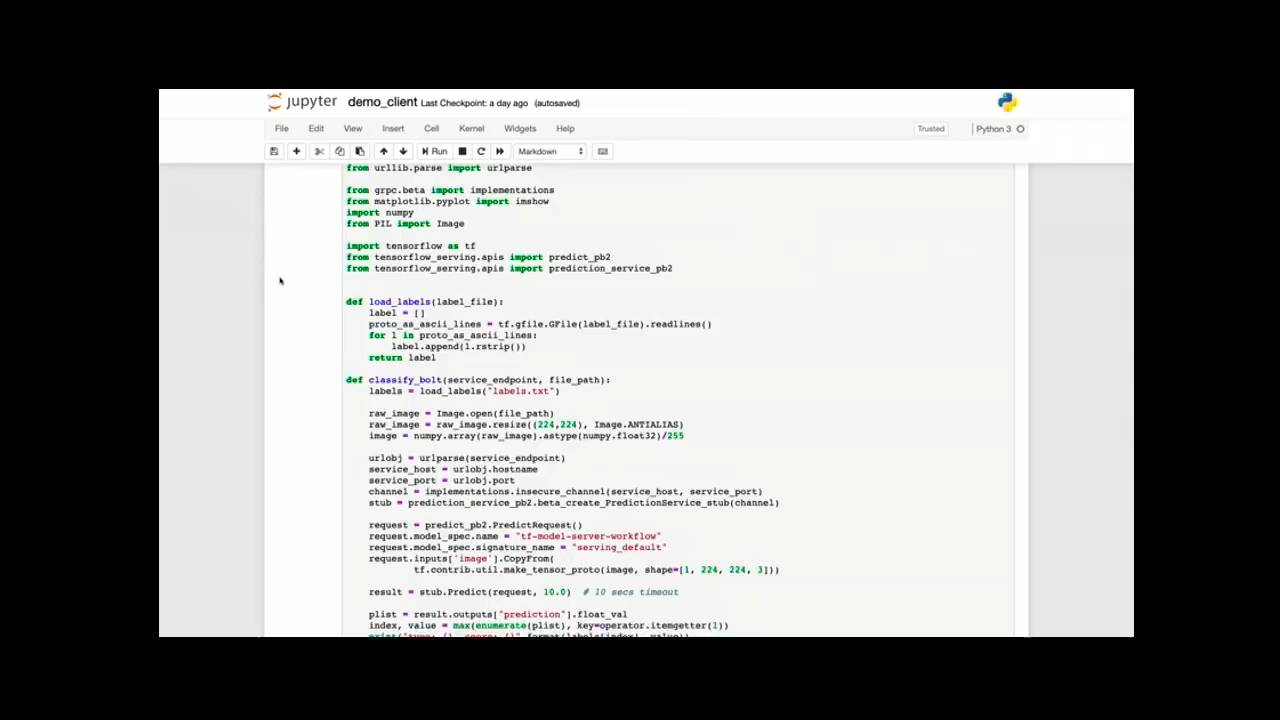 jupyter demo_client Last Checkpoint: a day ago (autosaved)
File Edit View Insert Cell Kernel Widgets Help Trusted Python 3
Run Markdown
from urllib.parse import urlparse
from grpc.beta import implementations
from matplotlib.pyplot import imshow
import numpy
from PIL import Image
import tensorflow as tf
from tensorflow_serving.apis import predict_pb2
from tensorflow_serving.apis import prediction_service_pb2
def load_labels(label_file):
label = []
proto_as_ascii_lines = tf.gfile.GFile(label_file).readlines()
for l in proto_as_ascii_lines:
label.append(l.rstrip())
return label
def classify_bolt(service_endpoint, file_path):
labels = load_labels("labels.txt")
raw_image = Image.open(file_path)
raw_image = raw_image.resize((224,224), Image.ANTIALIAS)
image = numpy.array(raw_image).astype(numpy.float32)/255
urlobj = urlparse(service_endpoint)
service_host = urlobj.hostname
service_port = urlobj.port
channel = implementations.insecure_channel(service_host, service_port)
stub = prediction_service_pb2.beta_create_PredictionService_stub(channel)
request = predict_pb2.PredictRequest()
request.model_spec.name = "tf-model-server-workflow"
request.model_spec.signature_name = "serving_default"
request.inputs['image'].CopyFrom(
tf.contrib.util.make_tensor_proto(image, shape=[1, 224, 224, 3]))
result = stub.Predict(request, 10.0) # 10 secs timeout
plist = result.outputs["prediction"].float_val
index, value = max(enumerate(plist), key=operator.itemgetter(1))